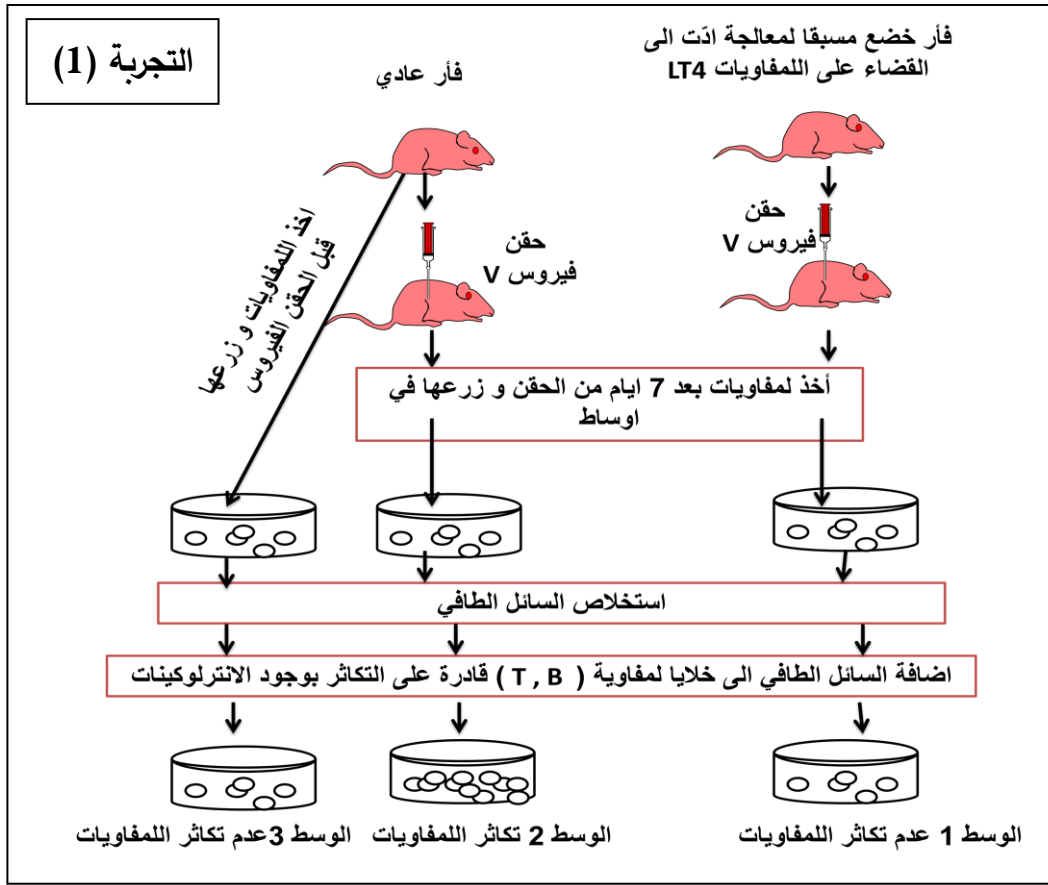 التجربة (1)
فأر خضع مسبقا لمعالجة ادّت الى
القضاء على اللمفاويات LT4
فأر عادي
حقن
فيروس V
حقن
فيروس V
اخذ اللمفاويات و زرعها
قبل الحقن الفيروس
أخذ لمفاويات بعد 7 ايام من الحقن و زرعها في
اوساط
استخلاص السائل الطافي
اضافة السائل الطافي الى خلايا لمفاوية ( T , B ) قادرة على التكاثر بوجود الانترلوكينات
الوسط 1 عدم تكاثر اللمفاويات
الوسط 2 تكاثر اللمفاويات
الوسط 3عدم تكاثر اللمفاويات